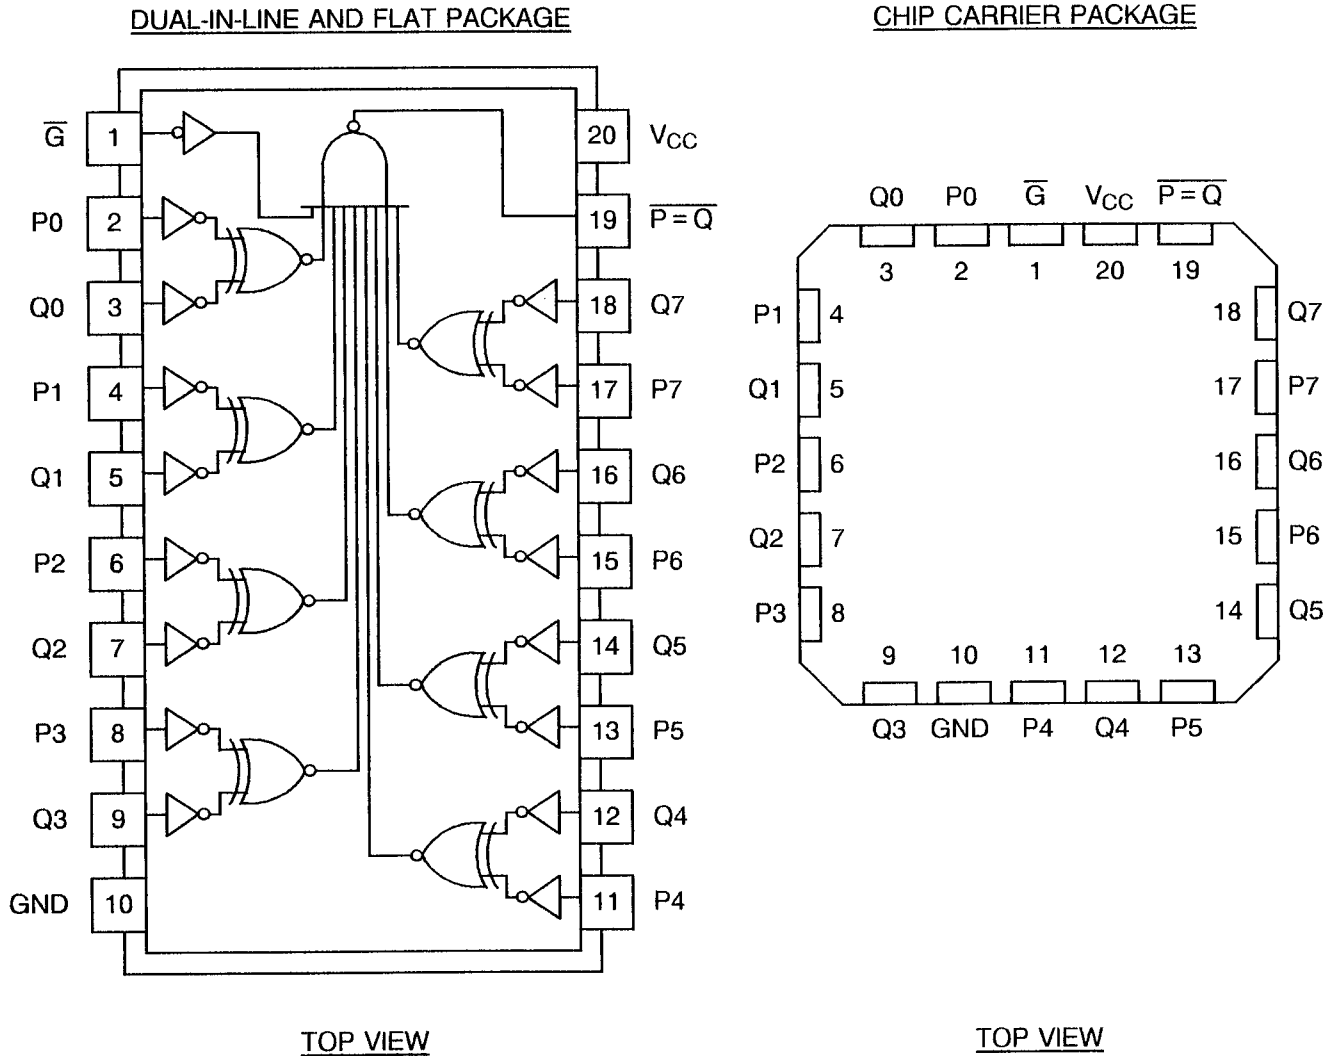 DUAL-IN-LINE AND FLAT PACKAGE
G̅ 1 20 VCC
P0 2 19 P̅=̅Q̅
Q0 3 18 Q7
P1 4 17 P7
Q1 5 16 Q6
P2 6 15 P6
Q2 7 14 Q5
P3 8 13 P5
Q3 9 12 Q4
GND 10 11 P4
TOP VIEW
CHIP CARRIER PACKAGE
Q0 P0 G̅ VCC P̅=̅Q̅
3 2 1 20 19
P1 4 18 Q7
Q1 5 17 P7
P2 6 16 Q6
Q2 7 15 P6
P3 8 14 Q5
9 10 11 12 13
Q3 GND P4 Q4 P5
TOP VIEW